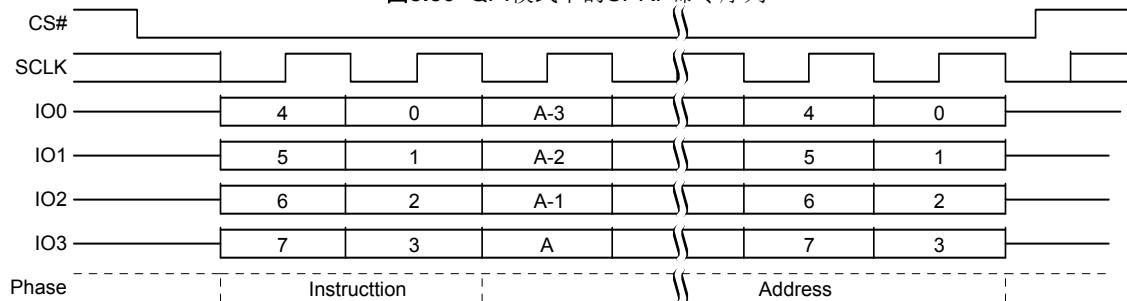 CS#
SCLK
IO0 4 0 A-3 4 0
IO1 5 1 A-2 5 1
IO2 6 2 A-1 6 2
IO3 7 3 A 7 3
Phase Instructtion Address